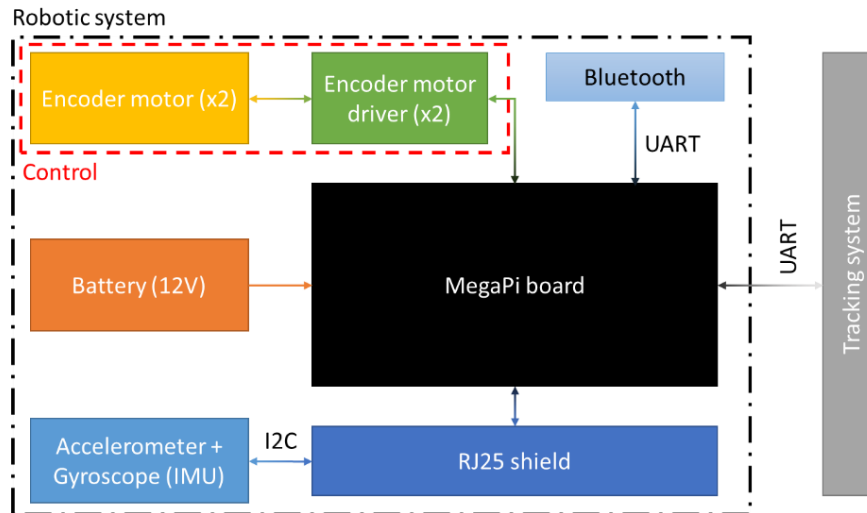 Robotic system
Encoder motor (x2)
Encoder motor
driver (x2)
Bluetooth
Control
UART
Battery (12V)
MegaPi board
UART
Tracking system
Accelerometer +
Gyroscope (IMU)
I2C
RJ25 shield